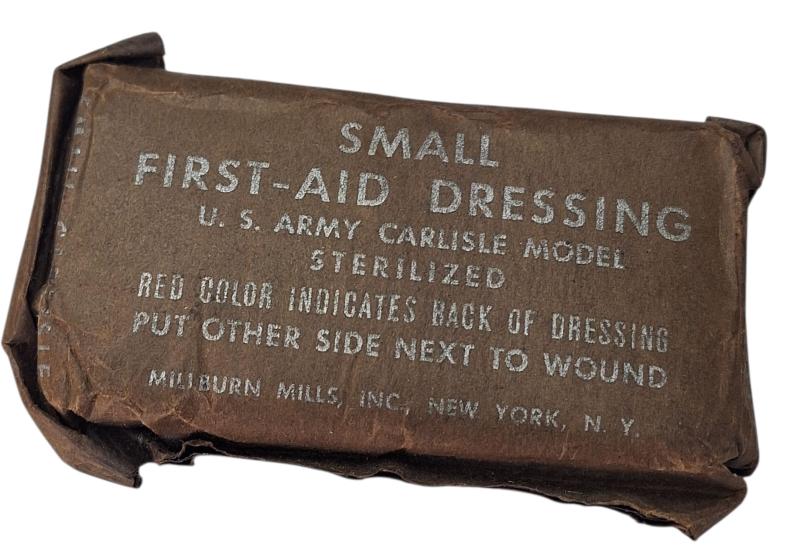 SMALL
FIRST-AID DRESSING
U. S. ARMY CARLISLE MODEL
STERILIZED
RED COLOR INDICATES BACK OF DRESSING
PUT OTHER SIDE NEXT TO WOUND
MILLBURN MILLS, INC., NEW YORK, N. Y.